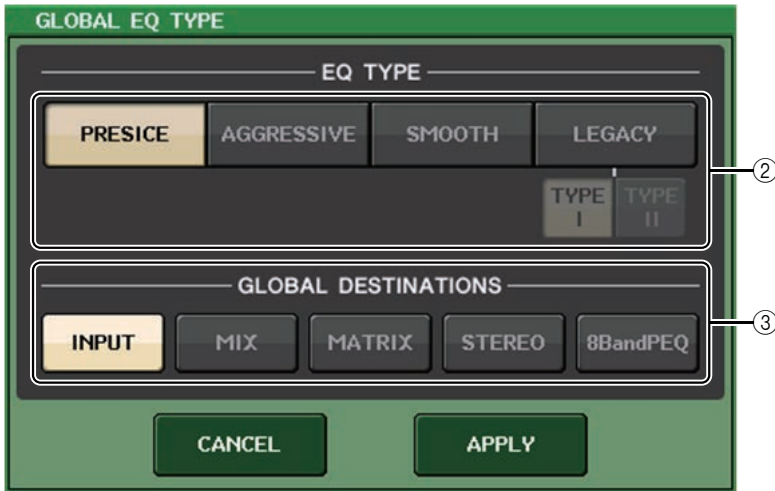 GLOBAL EQ TYPE
EQ TYPE
PRESICE AGGRESSIVE SMOOTH LEGACY
②
TYPE I TYPE II
GLOBAL DESTINATIONS
③
INPUT MIX MATRIX STEREO 8BandPEQ
CANCEL APPLY